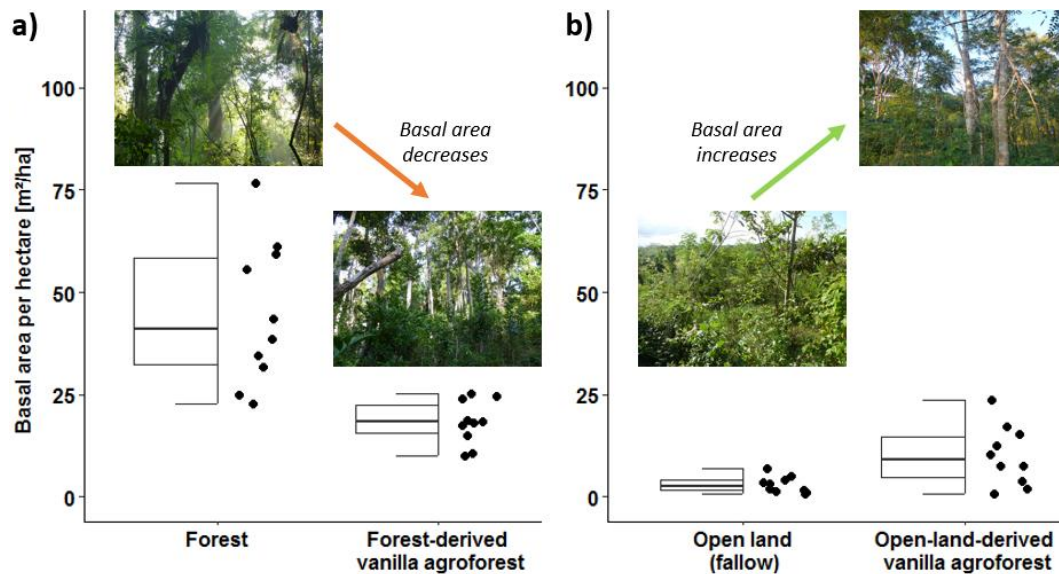 a)
Basal area per hectare [m²/ha]
100
75
50
25
0
Basal area
decreases
Forest
Forest-derived
vanilla agroforest
b)
100
75
50
25
0
Basal area
increases
Open land
(fallow)
Open-land-derived
vanilla agroforest